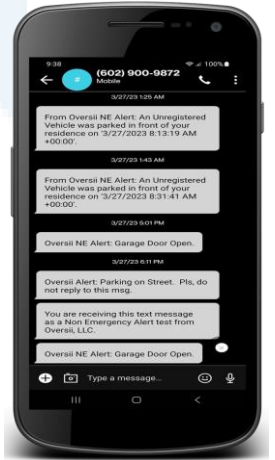 9:38
100%
(602) 900-9872
Mobile
#
3/27/23 1:25 AM
From Oversii NE Alert: An Unregistered
Vehicle was parked in front of your
residence on '3/27/2023 8:13:19 AM
+00:00'.
3/27/23 1:43 AM
From Oversii NE Alert: An Unregistered
Vehicle was parked in front of your
residence on '3/27/2023 8:31:41 AM
+00:00'.
3/27/23 5:01 PM
Oversii NE Alert: Garage Door Open.
3/27/23 6:11 PM
Oversii Alert: Parking on Street. Pls, do
not reply to this msg.
You are receiving this text message
as a Non Emergency Alert test from
Oversii, LLC.
Oversii NE Alert: Garage Door Open.
Type a message...